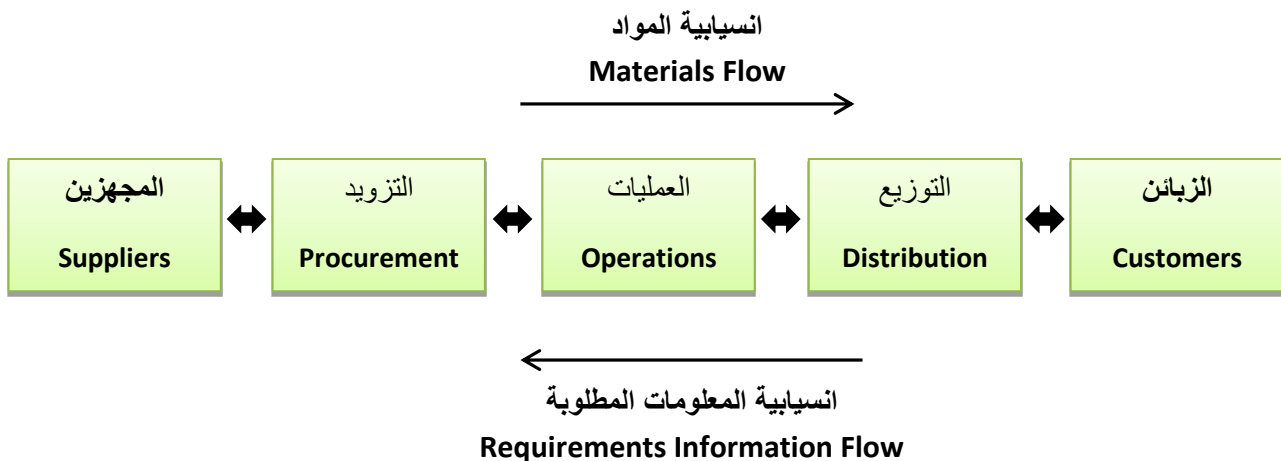 انسيابية المواد
Materials Flow
المجهزين
Suppliers
التزويد
Procurement
العمليات
Operations
التوزيع
Distribution
الزبائن
Customers
انسيابية المعلومات المطلوبة
Requirements Information Flow